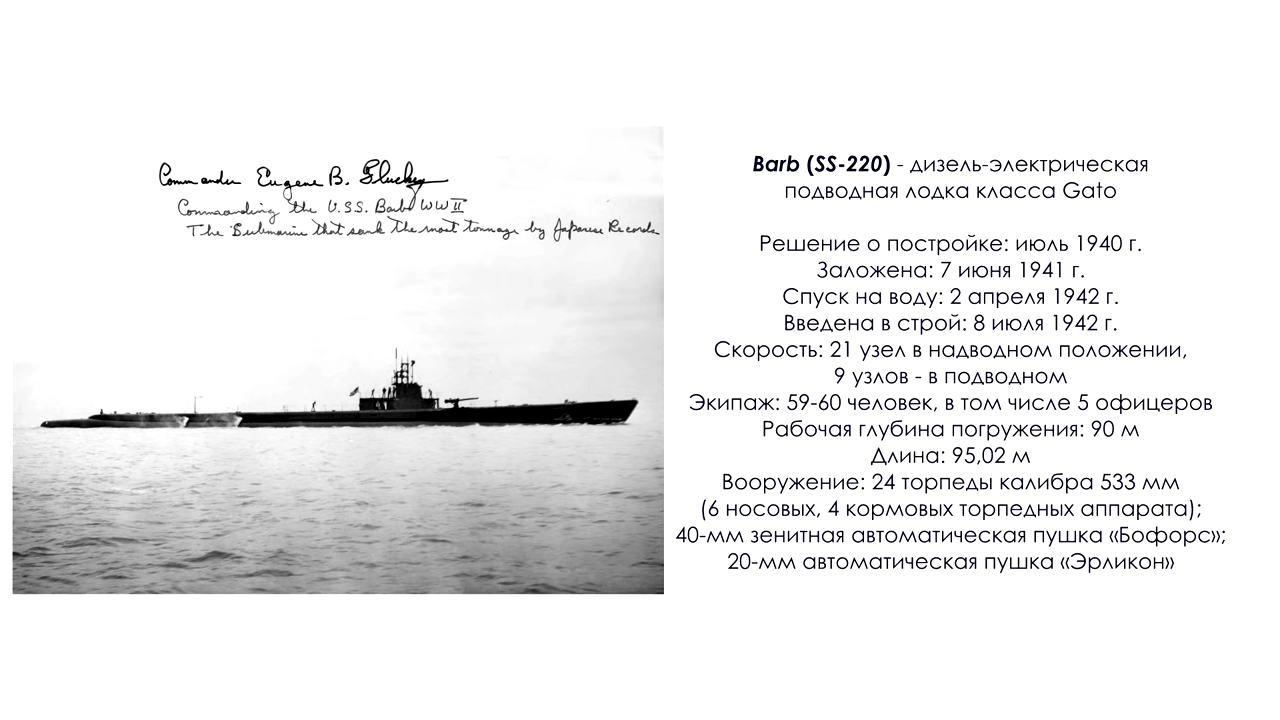 Commander Eugene B. Fluckey
Commanding the U.S.S. Barb WW II
The Submarine that sank the most tonnage by Japanese Records
Barb (SS-220) - дизель-электрическая
подводная лодка класса Gato
Решение о постройке: июль 1940 г.
Заложена: 7 июня 1941 г.
Спуск на воду: 2 апреля 1942 г.
Введена в строй: 8 июля 1942 г.
Скорость: 21 узел в надводном положении,
9 узлов - в подводном
Экипаж: 59-60 человек, в том числе 5 офицеров
Рабочая глубина погружения: 90 м
Длина: 95,02 м
Вооружение: 24 торпеды калибра 533 мм
(6 носовых, 4 кормовых торпедных аппарата);
40-мм зенитная автоматическая пушка «Бофорс»;
20-мм автоматическая пушка «Эрликон»